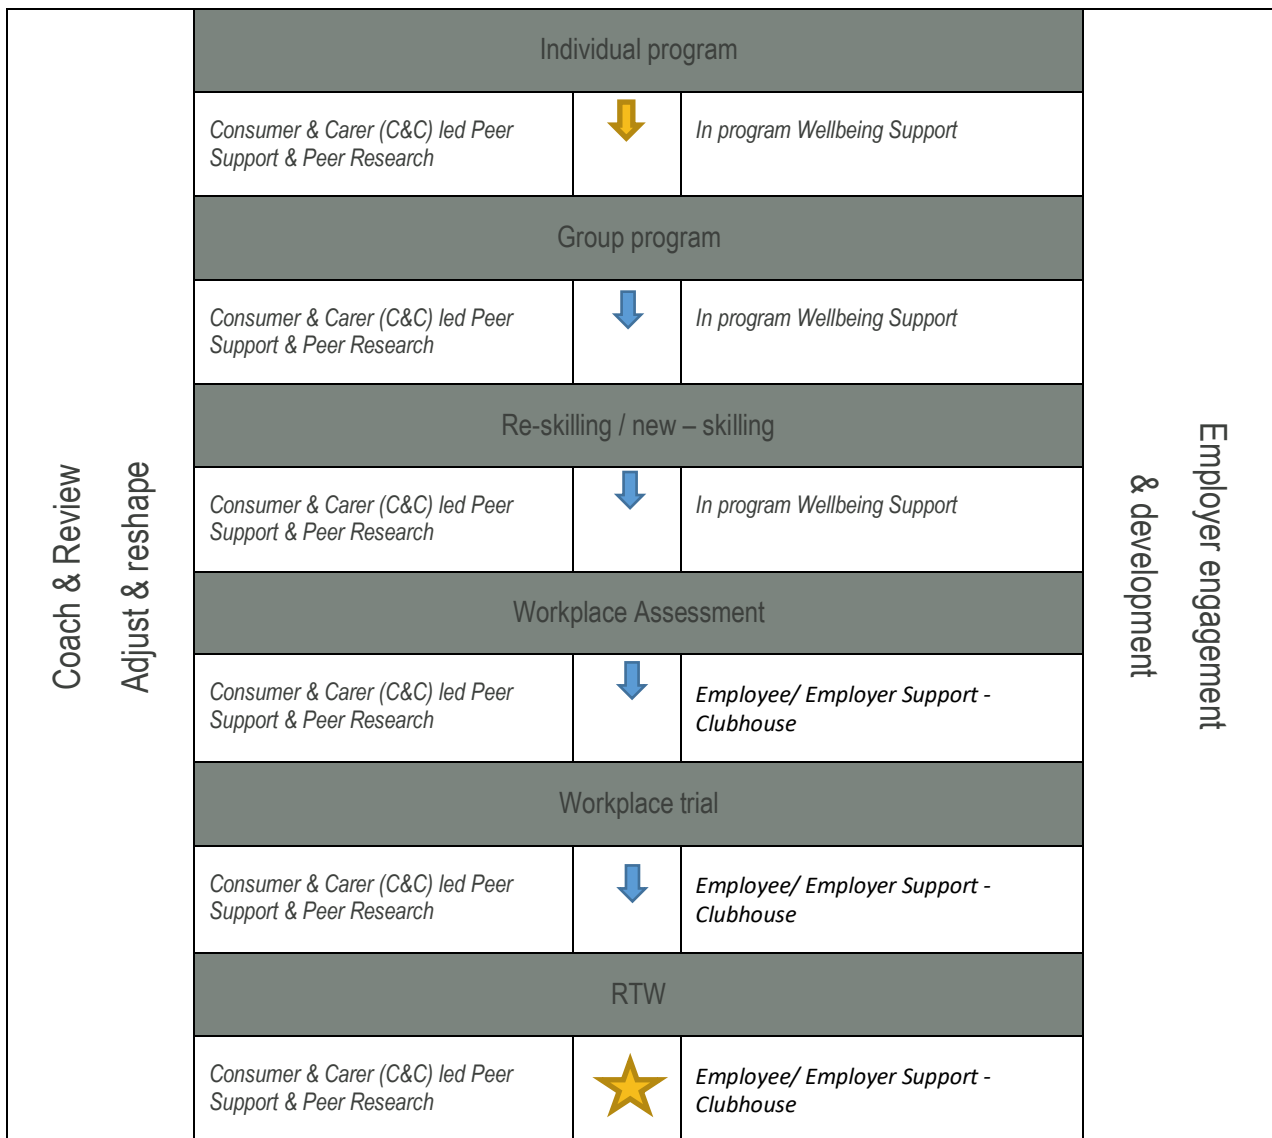 Coach & Review
Adjust & reshape
Individual program
Consumer & Carer (C&C) led Peer
Support & Peer Research
In program Wellbeing Support
Group program
Consumer & Carer (C&C) led Peer
Support & Peer Research
In program Wellbeing Support
Re-skilling / new – skilling
Consumer & Carer (C&C) led Peer
Support & Peer Research
In program Wellbeing Support
Workplace Assessment
Consumer & Carer (C&C) led Peer
Support & Peer Research
Employee/ Employer Support -
Clubhouse
Workplace trial
Consumer & Carer (C&C) led Peer
Support & Peer Research
Employee/ Employer Support -
Clubhouse
RTW
Consumer & Carer (C&C) led Peer
Support & Peer Research
Employee/ Employer Support -
Clubhouse
Employer engagement
& development